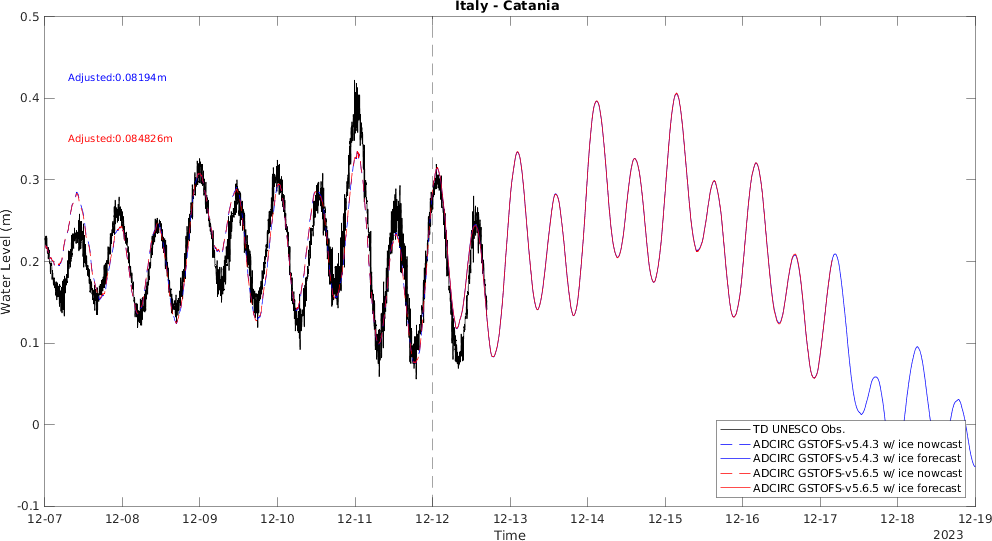 Italy - Catania
0.5
0.4
0.3
0.2
0.1
0
-0.1
Water Level (m)
Adjusted:0.08194m
Adjusted:0.084826m
TD UNESCO Obs.
ADCIRC GSTOFS-v5.4.3 w/ ice nowcast
ADCIRC GSTOFS-v5.4.3 w/ ice forecast
ADCIRC GSTOFS-v5.6.5 w/ ice nowcast
ADCIRC GSTOFS-v5.6.5 w/ ice forecast
12-07 12-08 12-09 12-10 12-11 12-12 12-13 12-14 12-15 12-16 12-17 12-18 12-19
Time
2023